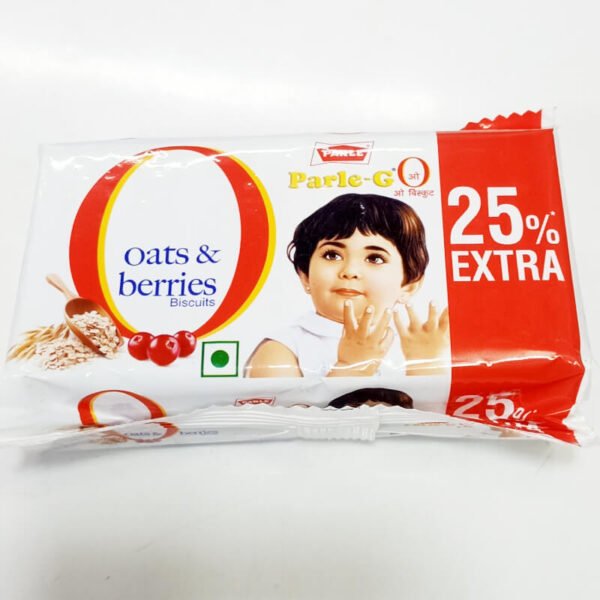 O
oats &
berries
Biscuits
PARLE
Parle-G O ओ
ओ बिस्कुट
25%*
EXTRA
PARLE
oats & berries
25%*